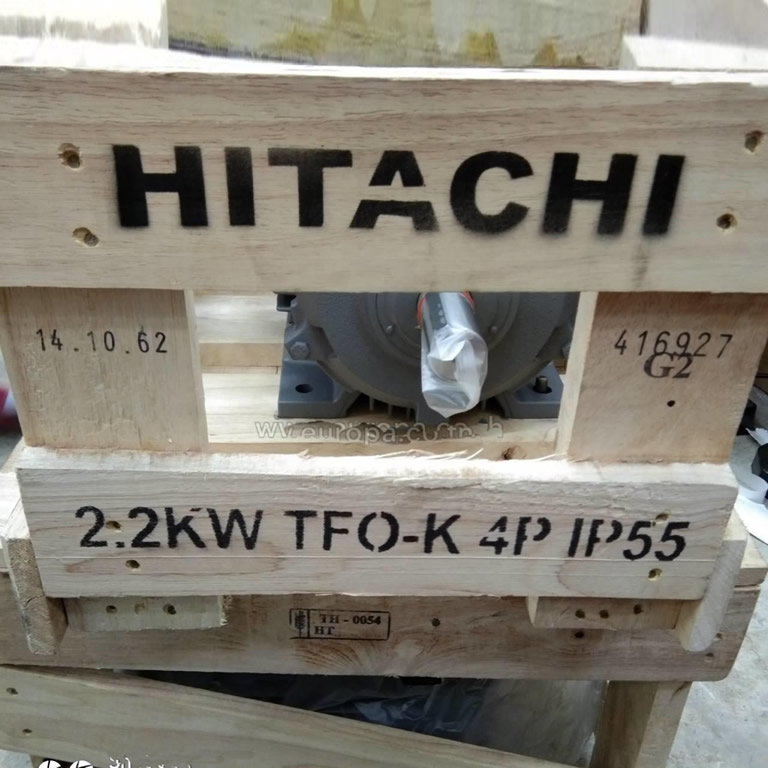 HITACHI
14.10.62
416927
G2
2.2KW TFO-K 4P IP55
TH - 0054
HT